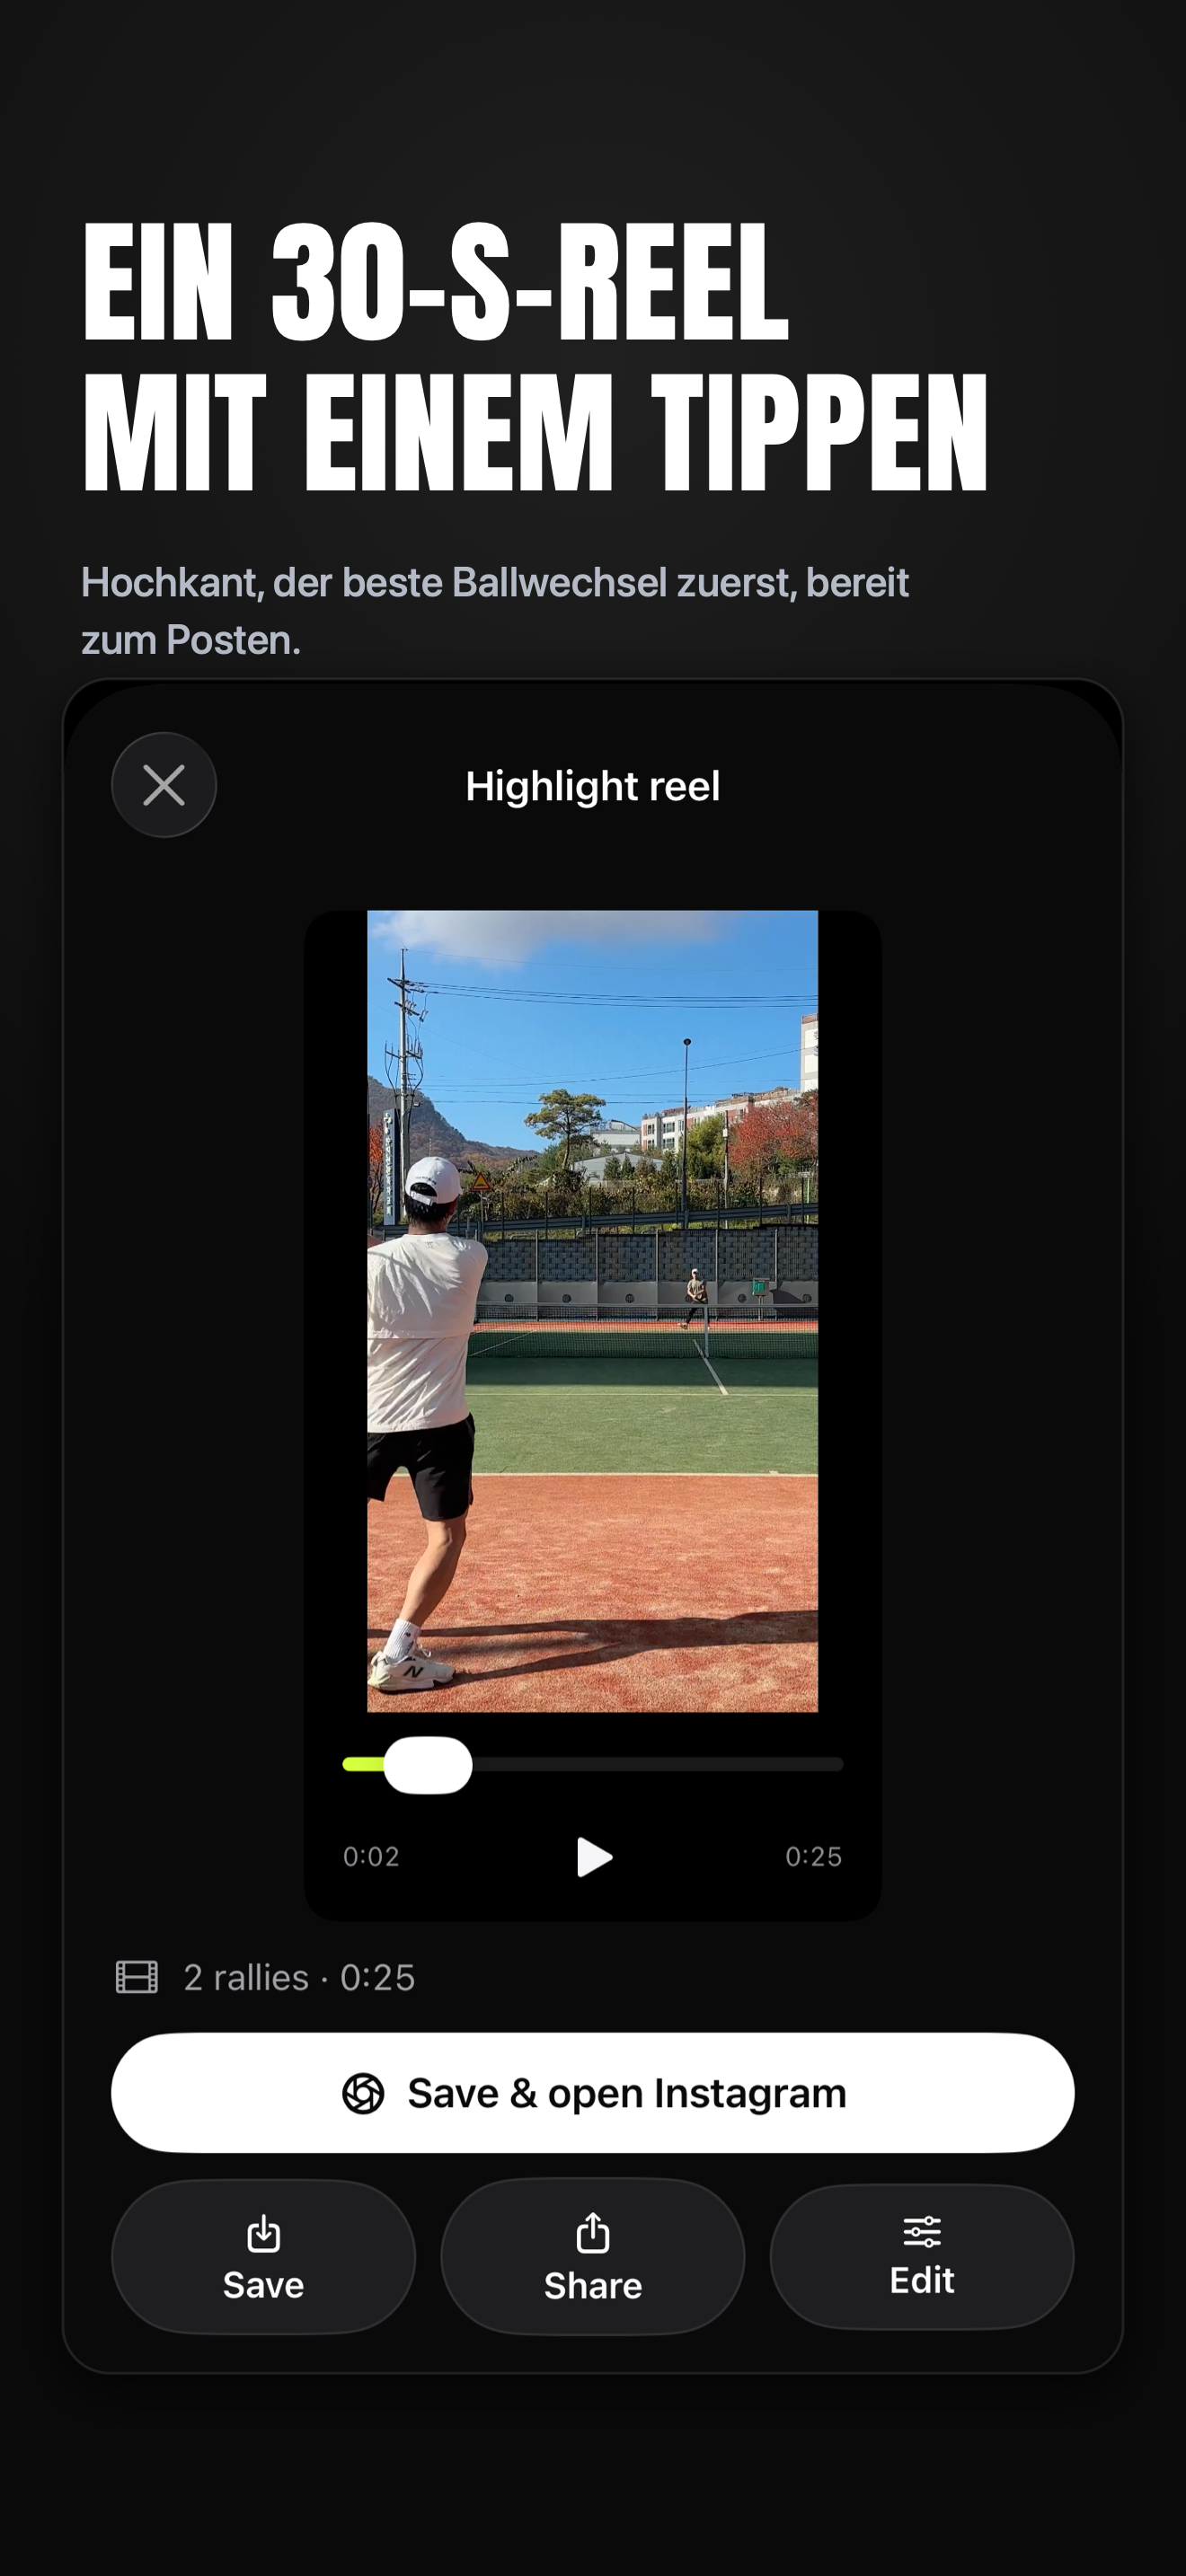 EIN 30-S-REEL
MIT EINEM TIPPEN
Hochkant, der beste Ballwechsel zuerst, bereit
zum Posten.
Highlight reel
N
0:02
0:25
2 rallies · 0:25
Save & open Instagram
Save
Share
Edit